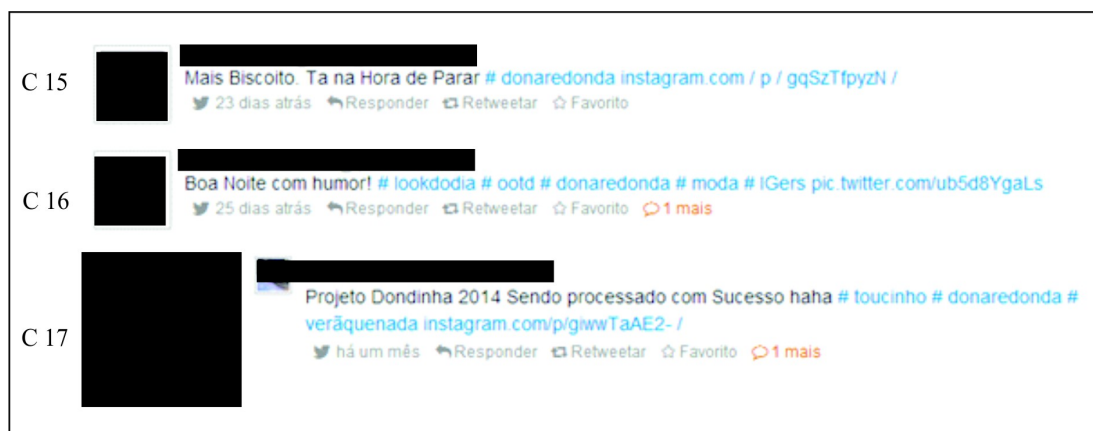 C 15
Mais Biscoito. Ta na Hora de Parar # donaredonda instagram.com / p / gqSzTfpyzN /
23 dias atrás Responder Retweetar Favorito
C 16
Boa Noite com humor! # lookdodia # ootd # donaredonda # moda # IGers pic.twitter.com/ub5d8YgaLs
25 dias atrás Responder Retweetar Favorito 1 mais
C 17
Projeto Dondinha 2014 Sendo processado com Sucesso haha # toucinho # donaredonda #
verãquenada instagram.com/p/giwwTaAE2- /
há um mês Responder Retweetar Favorito 1 mais